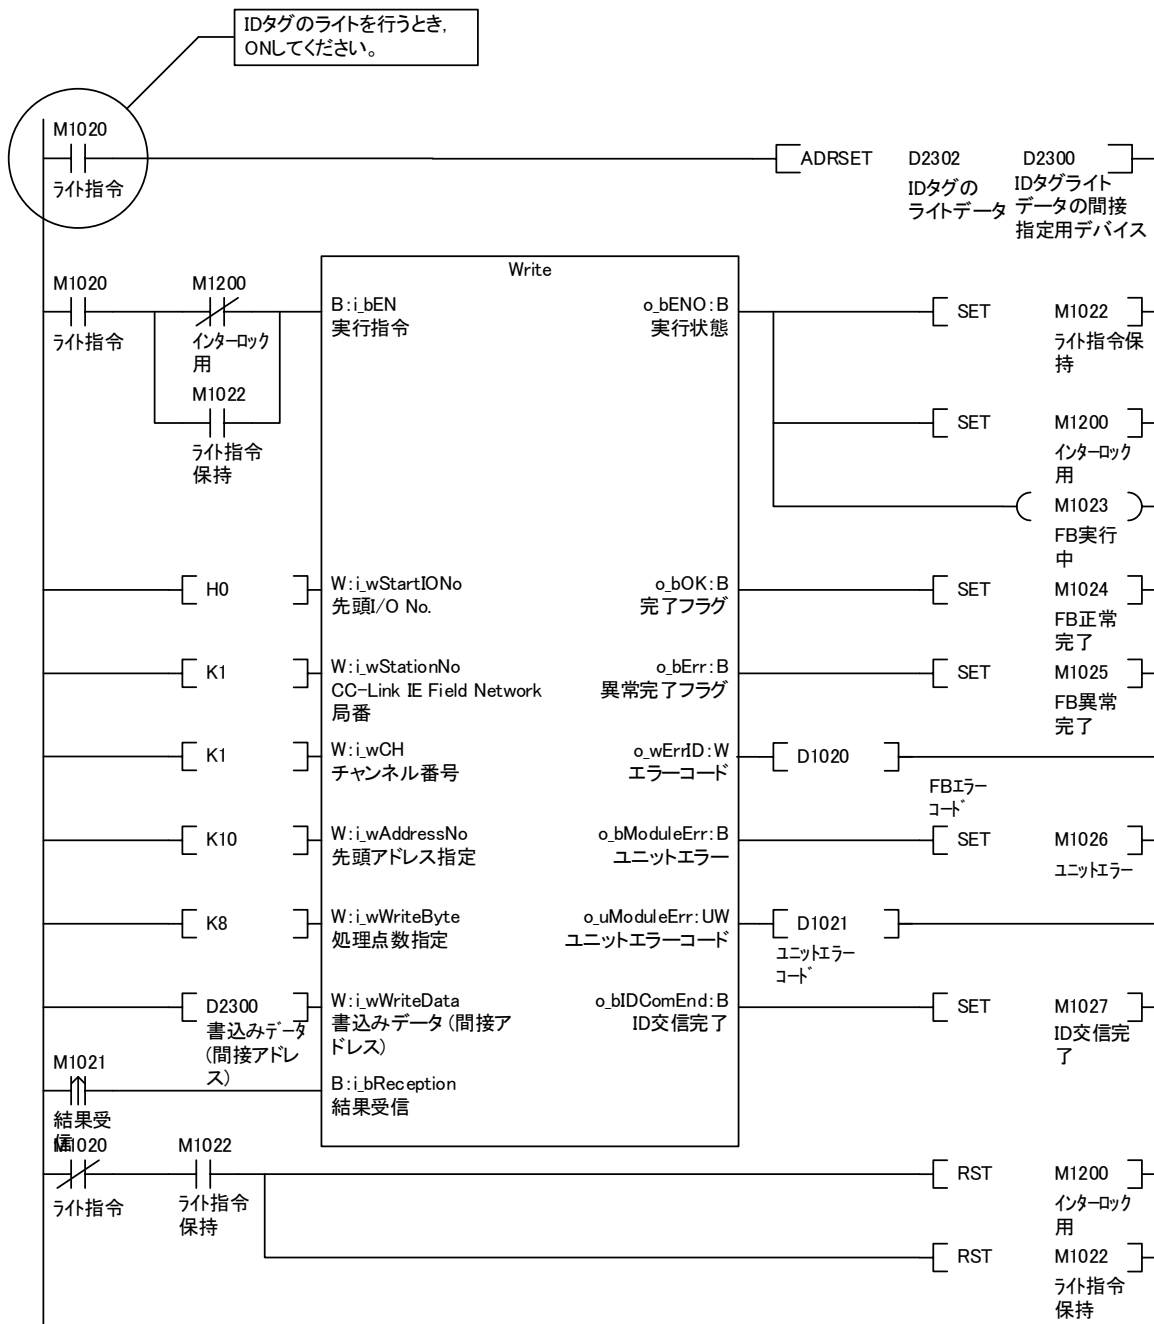 IDタグのライトを行うとき,
ONしてください。
M1020
ライト指令
ADRSET D2302 D2300
IDタグの
ライトデータ
IDタグライト
データの間接
指定用デバイス
Write
M1020
ライト指令
M1200
インターロック
用
M1022
ライト指令
保持
B:i_bEN
実行指令
o_bENO:B
実行状態
SET M1022
ライト指令保
持
SET M1200
インターロック
用
M1023
FB実行
中
H0
W:i_wStartIONo
先頭I/O No.
o_bOK:B
完了フラグ
SET M1024
FB正常
完了
K1
W:i_wStationNo
CC-Link IE Field Network
局番
o_bErr:B
異常完了フラグ
SET M1025
FB異常
完了
K1
W:i_wCH
チャンネル番号
o_wErrID:W
エラーコード
D1020
FBエラー
コード
K10
W:i_wAddressNo
先頭アドレス指定
o_bModuleErr:B
ユニットエラー
SET M1026
ユニットエラー
K8
W:i_wWriteByte
処理点数指定
o_uModuleErr:UW
ユニットエラーコード
D1021
ユニットエラー
コード
D2300
書込みデータ
(間接アドレ
ス)
W:i_wWriteData
書込みデータ (間接ア
ドレス)
o_bIDComEnd:B
ID交信完了
SET M1027
ID交信完
了
M1021
結果受
信
B:i_bReception
結果受信
M1020
ライト指令
M1022
ライト指令
保持
RST M1200
インターロック
用
RST M1022
ライト指令
保持